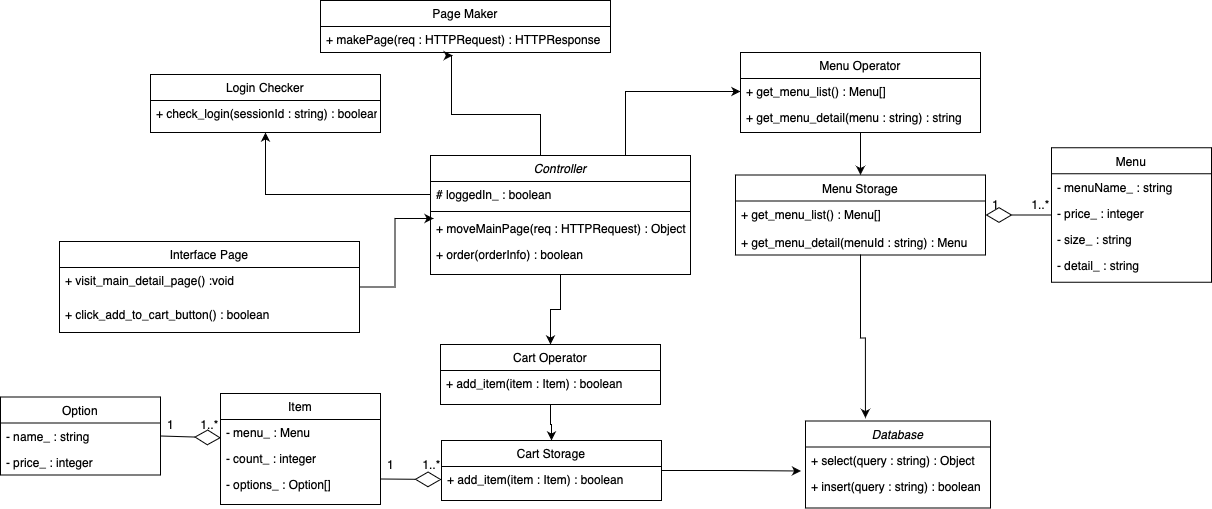 Page Maker
+ makePage(req : HTTPRequest) : HTTPResponse
Login Checker
+ check_login(sessionId : string) : boolean
Menu Operator
+ get_menu_list() : Menu[]
+ get_menu_detail(menu : string) : string
Controller
# loggedIn_ : boolean
+ moveMainPage(req : HTTPRequest) : Object
+ order(orderInfo) : boolean
Menu Storage
+ get_menu_list() : Menu[]
+ get_menu_detail(menuId : string) : Menu
1
1..*
Menu
- menuName_ : string
- price_ : integer
- size_ : string
- detail_ : string
Interface Page
+ visit_main_detail_page() :void
+ click_add_to_cart_button() : boolean
Cart Operator
+ add_item(item : Item) : boolean
Option
- name_ : string
- price_ : integer
1
1..*
Item
- menu_ : Menu
- count_ : integer
- options_ : Option[]
1
1..*
Cart Storage
+ add_item(item : Item) : boolean
Database
+ select(query : string) : Object
+ insert(query : string) : boolean